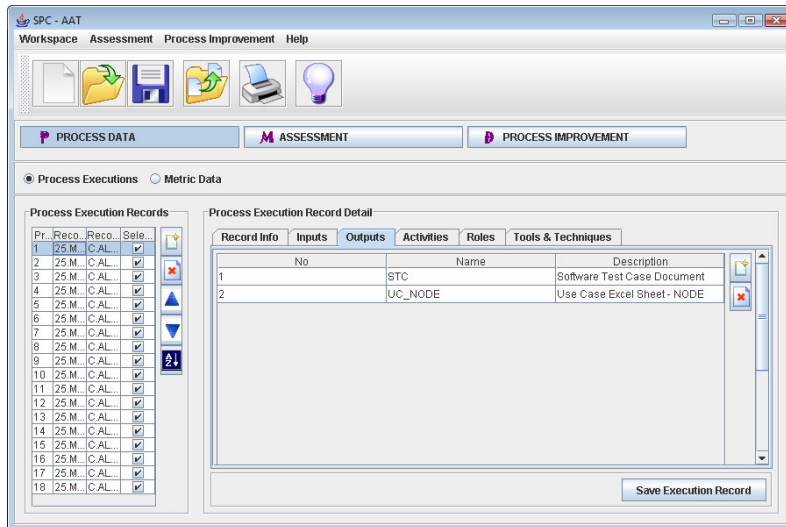 SPC - AAT
Workspace Assessment Process Improvement Help
P PROCESS DATA M ASSESSMENT PROCESS IMPROVEMENT
Process Executions Metric Data
Process Execution Records
Pr... Reco... Reco... Sele...
1 25.M... C.AL...
2 25.M... C.AL...
3 25.M... C.AL...
4 25.M... C.AL...
5 25.M... C.AL...
6 25.M... C.AL...
7 25.M... C.AL...
8 25.M... C.AL...
9 25.M... C.AL...
10 25.M... C.AL...
11 25.M... C.AL...
12 25.M... C.AL...
13 25.M... C.AL...
14 25.M... C.AL...
15 25.M... C.AL...
16 25.M... C.AL...
17 25.M... C.AL...
18 25.M... C.AL...
A Z
Process Execution Record Detail
Record Info Inputs Outputs Activities Roles Tools & Techniques
No Name Description
1 STC Software Test Case Document
2 UC_NODE Use Case Excel Sheet - NODE
Save Execution Record